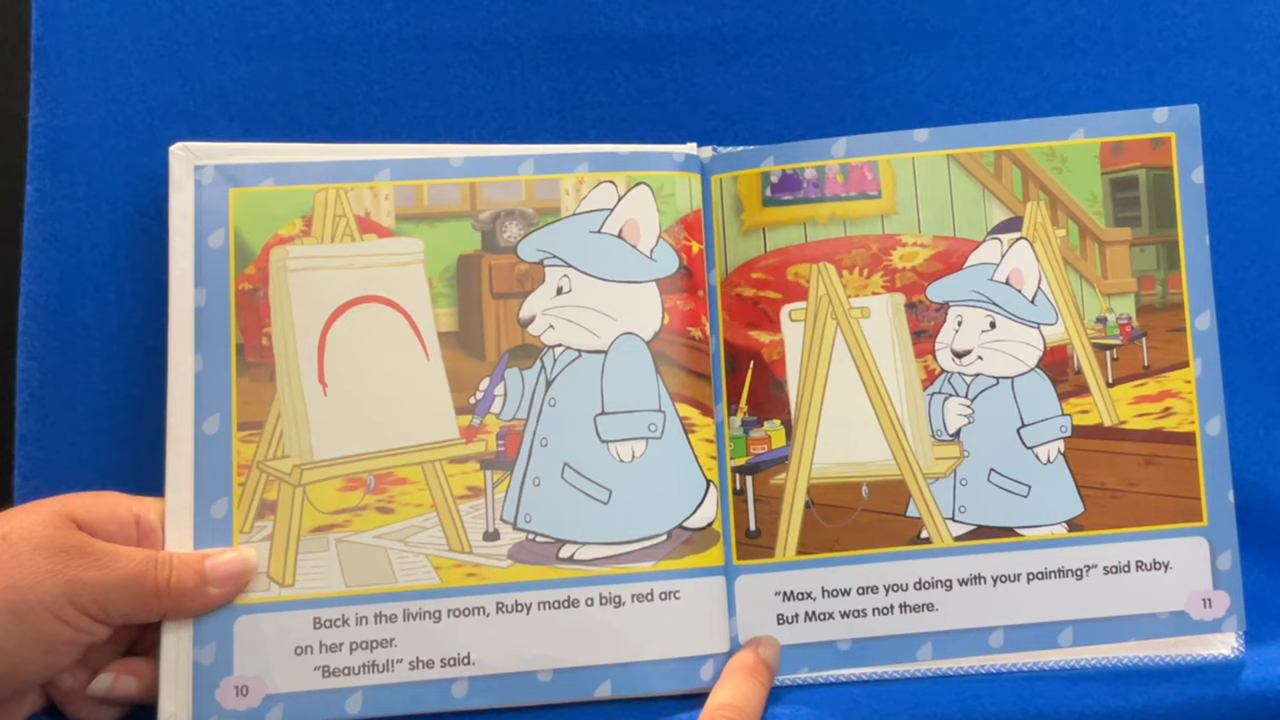 Back in the living room, Ruby made a big, red arc
on her paper.
“Beautiful!” she said.
10
“Max, how are you doing with your painting?” said Ruby.
But Max was not there.
11